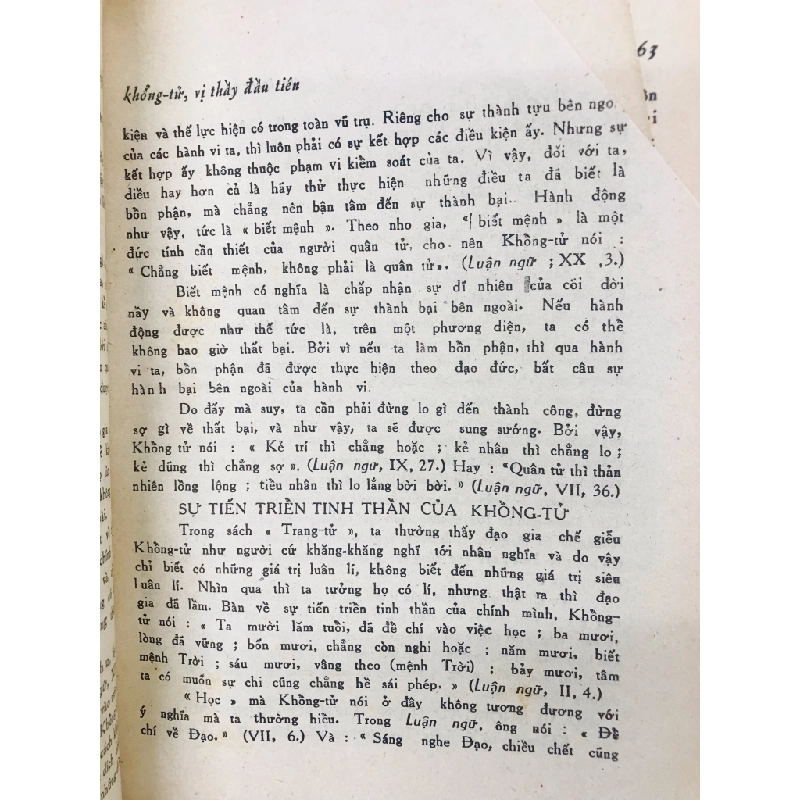 63
khổng-tử, vị thầy đầu tiên
kiện và thế lực hiện có trong toàn vũ trụ. Riêng cho sự thành tựu bên ngo
của các hành vi ta, thì luôn phải có sự kết hợp các điều kiện ấy. Nhưng sự
kết hợp ấy không thuộc phạm vi kiềm soát của ta. Vì vậy, đối với ta,
điều hay hơn cả là hãy thử thực hiện những điều ta đã biết là
bồn phận, mà chẳng nên bận tâm đến sự thành bại.. Hành động
như vậy, tức là « biết mệnh ». Theo nho gia, « biết mệnh » là một
đức tính cần thiết của người quân tử, cho nên Khồng-tử nói :
« Chẳng biết mệnh, không phải là quân tử.. (Luận ngữ ; XX ,3.)
Biết mệnh có nghĩa là chấp nhận sự dĩ nhiên của cõi đời
nầy và không quan tâm đến sự thành bại bên ngoài. Nếu hành
động được như thế tức là, trên một phương diện, ta có thề
không bao giờ thất bại. Bởi vì nếu ta làm bồn phận, thì qua hành
vi ta, bồn phận đã được thực hiện theo đạo đức, bất câu sự
hành bại bên ngoài của hành vi.
Do đấy mà suy, ta cần phải đừng lo gì đến thành công, đừng
sợ gì về thất bại, và như vậy, ta sẽ được sung sướng. Bởi vậy,
Khồng-tử nói : « Kẻ trí thì chẳng hoặc ; kẻ nhân thì chẳng lo ;
kẻ dũng thì chẳng sợ ». (Luận ngữ, IX, 27.) Hay : “Quân tử thì thản
nhiên lồng lộng ; tiều nhân thì lo lắng bời bời. » (Luận ngữ, VII, 36.)
SỰ TIẾN TRIỀN TINH THẦN CỦA KHỒNG-TỬ
Trong sách « Trang-tử », ta thường thấy đạo gia chế giễu
Khồng-tử như người cứ khăng-khăng nghĩ tới nhân nghĩa và do vậy
chỉ biết có những giá trị luân lí, không biết đến những giá trị siêu
luân lí. Nhìn qua thì ta tưởng họ có lí, nhưng thật ra thì đạo
gia đã lầm. Bàn về sự tiến triền tinh thần của chính mình, Khồng-
tử nói : « Ta mười lăm tuồi, đã đề chí vào việc học ; ba mươi,
lòng đã vững ; bốn mươi, chẳng còn nghi hoặc ; năm mươi, biết
mệnh Trời ; sáu mươi, vâng theo (mệnh Trời) ; bảy mươi, tâm
ta có muốn sự chi cũng chẳng hề sái phép. » (Luận ngữ, II, 4.)
« Học » mà Khồng-tử nói ở đây không tương đương với
ý nghĩa mà ta thường hiều. Trong Luận ngữ, ông nói : « Đề
chí về Đạo.» (VII, 6.) Và : « Sáng nghe Đạo, chiều chết cũng